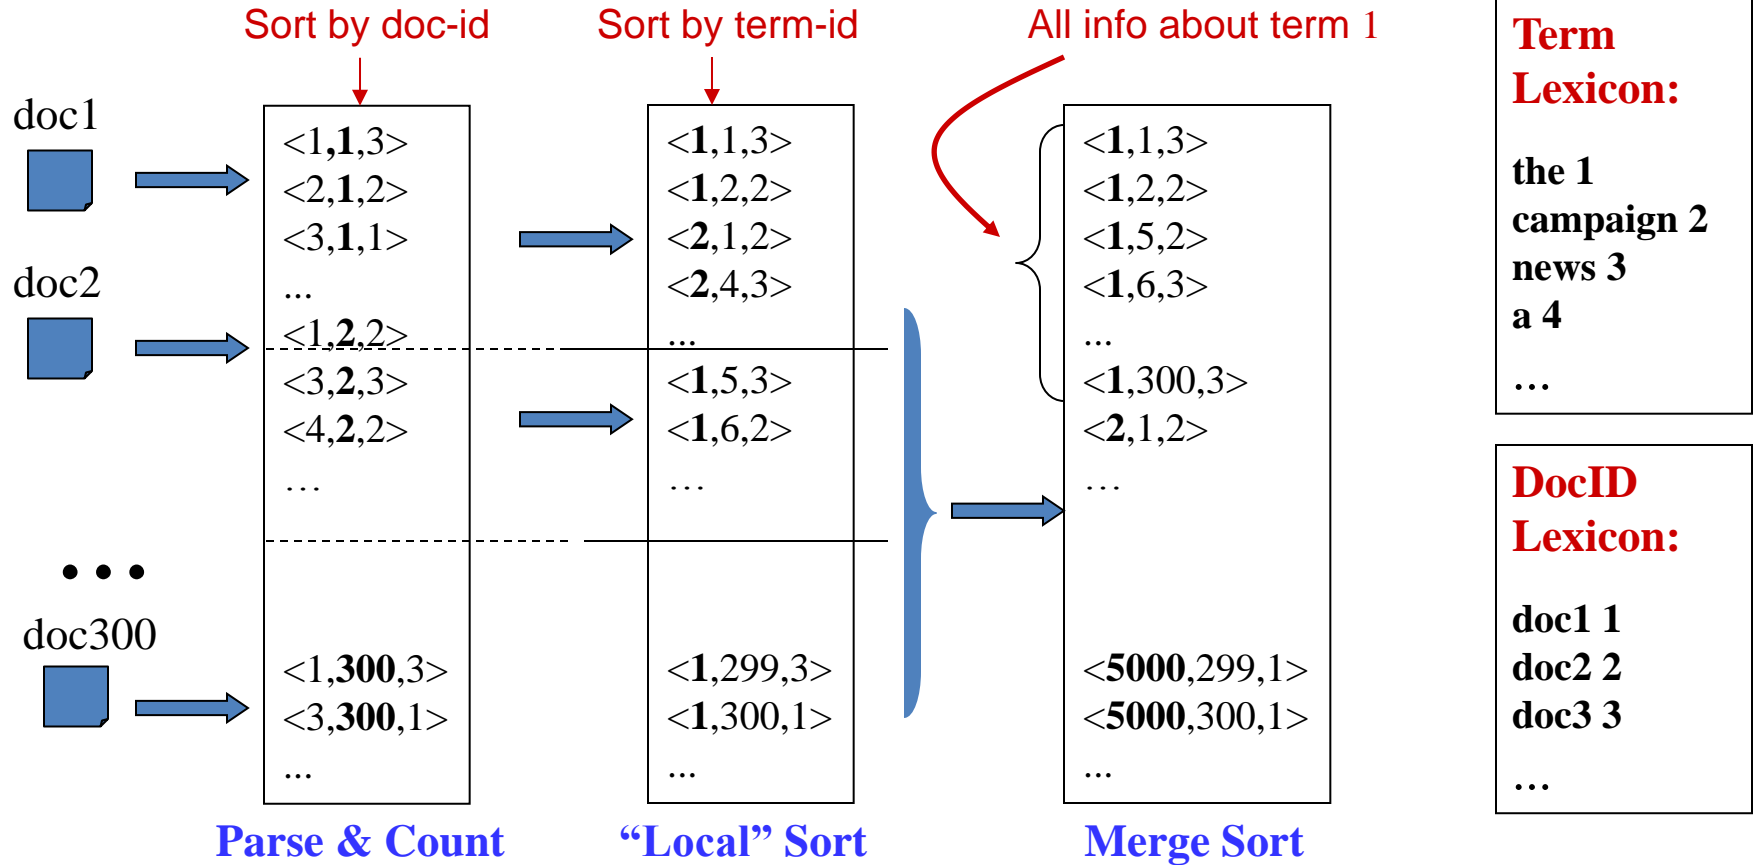 Sort by doc-id
Sort by term-id
All info about term 1
doc1
doc2
...
doc300
<1,1,3>
<2,1,2>
<3,1,1>
...
<1,2,2>
<3,2,3>
<4,2,2>
...
<1,300,3>
<3,300,1>
...
Parse & Count
<1,1,3>
<1,2,2>
<2,1,2>
<2,4,3>
...
<1,5,3>
<1,6,2>
...
<1,299,3>
<1,300,1>
...
“Local” Sort
<1,1,3>
<1,2,2>
<1,5,2>
<1,6,3>
...
<1,300,3>
<2,1,2>
...
<5000,299,1>
<5000,300,1>
...
Merge Sort
Term
Lexicon:
the 1
campaign 2
news 3
a 4
...
DocID
Lexicon:
doc1 1
doc2 2
doc3 3
...